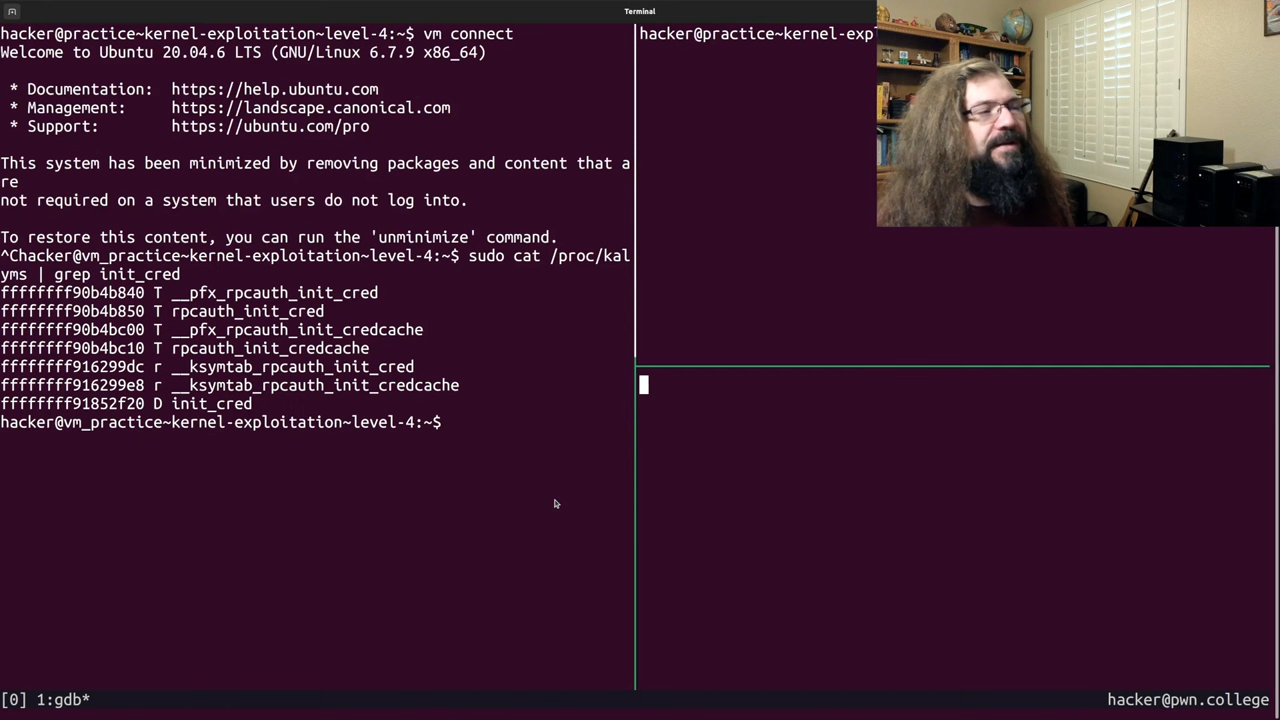 Terminal
hacker@practice~kernel-exploitation~level-4:~$ vm connect
Welcome to Ubuntu 20.04.6 LTS (GNU/Linux 6.7.9 x86_64)
* Documentation:  https://help.ubuntu.com
* Management:     https://landscape.canonical.com
* Support:        https://ubuntu.com/pro
This system has been minimized by removing packages and content that a
re
not required on a system that users do not log into.
To restore this content, you can run the 'unminimize' command.
^Chacker@vm_practice~kernel-exploitation~level-4:~$ sudo cat /proc/kal
yms | grep init_cred
ffffffff90b4b840 T __pfx_rpcauth_init_cred
ffffffff90b4b850 T rpcauth_init_cred
ffffffff90b4bc00 T __pfx_rpcauth_init_credcache
ffffffff90b4bc10 T rpcauth_init_credcache
ffffffff916299dc r __ksymtab_rpcauth_init_cred
ffffffff916299e8 r __ksymtab_rpcauth_init_credcache
ffffffff91852f20 D init_cred
hacker@vm_practice~kernel-exploitation~level-4:~$
hacker@practice~kernel-exp
[0] 1:gdb*
hacker@pwn.college